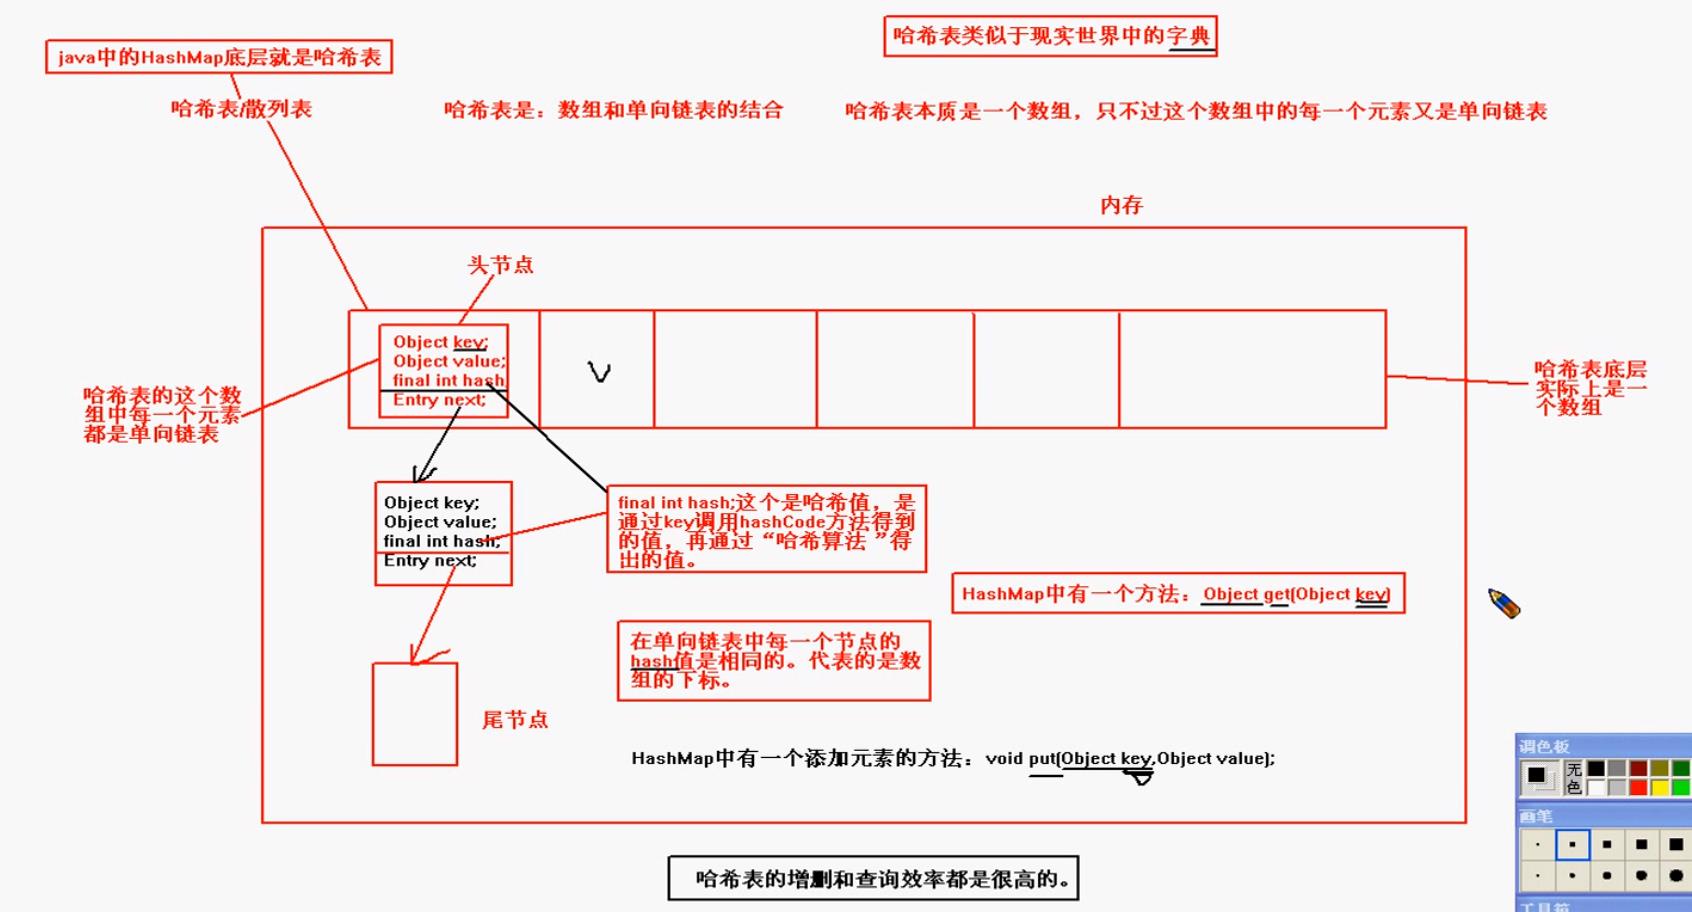 哈希表类似于现实世界中的字典
java中的HashMap底层就是哈希表
哈希表/散列表
哈希表是：数组和单向链表的结合
哈希表本质是一个数组，只不过这个数组中的每一个元素又是单向链表
内存
头节点
Object key;
Object value;
final int hash
Entry next;
哈希表的这个数
组中每一个元素
都是单向链表
哈希表底层
实际上是一
个数组
Object key;
Object value;
final int hash;
Entry next;
final int hash;这个是哈希值，是
通过key调用hashCode方法得到
的值，再通过“哈希算法 ”得
出的值。
HashMap中有一个方法：Object get(Object key)
在单向链表中每一个节点的
hash值是相同的。代表的是数
组的下标。
尾节点
HashMap中有一个添加元素的方法：void put(Object key,Object value);
哈希表的增删和查询效率都是很高的。
调色板
无
色
画笔
工具箱